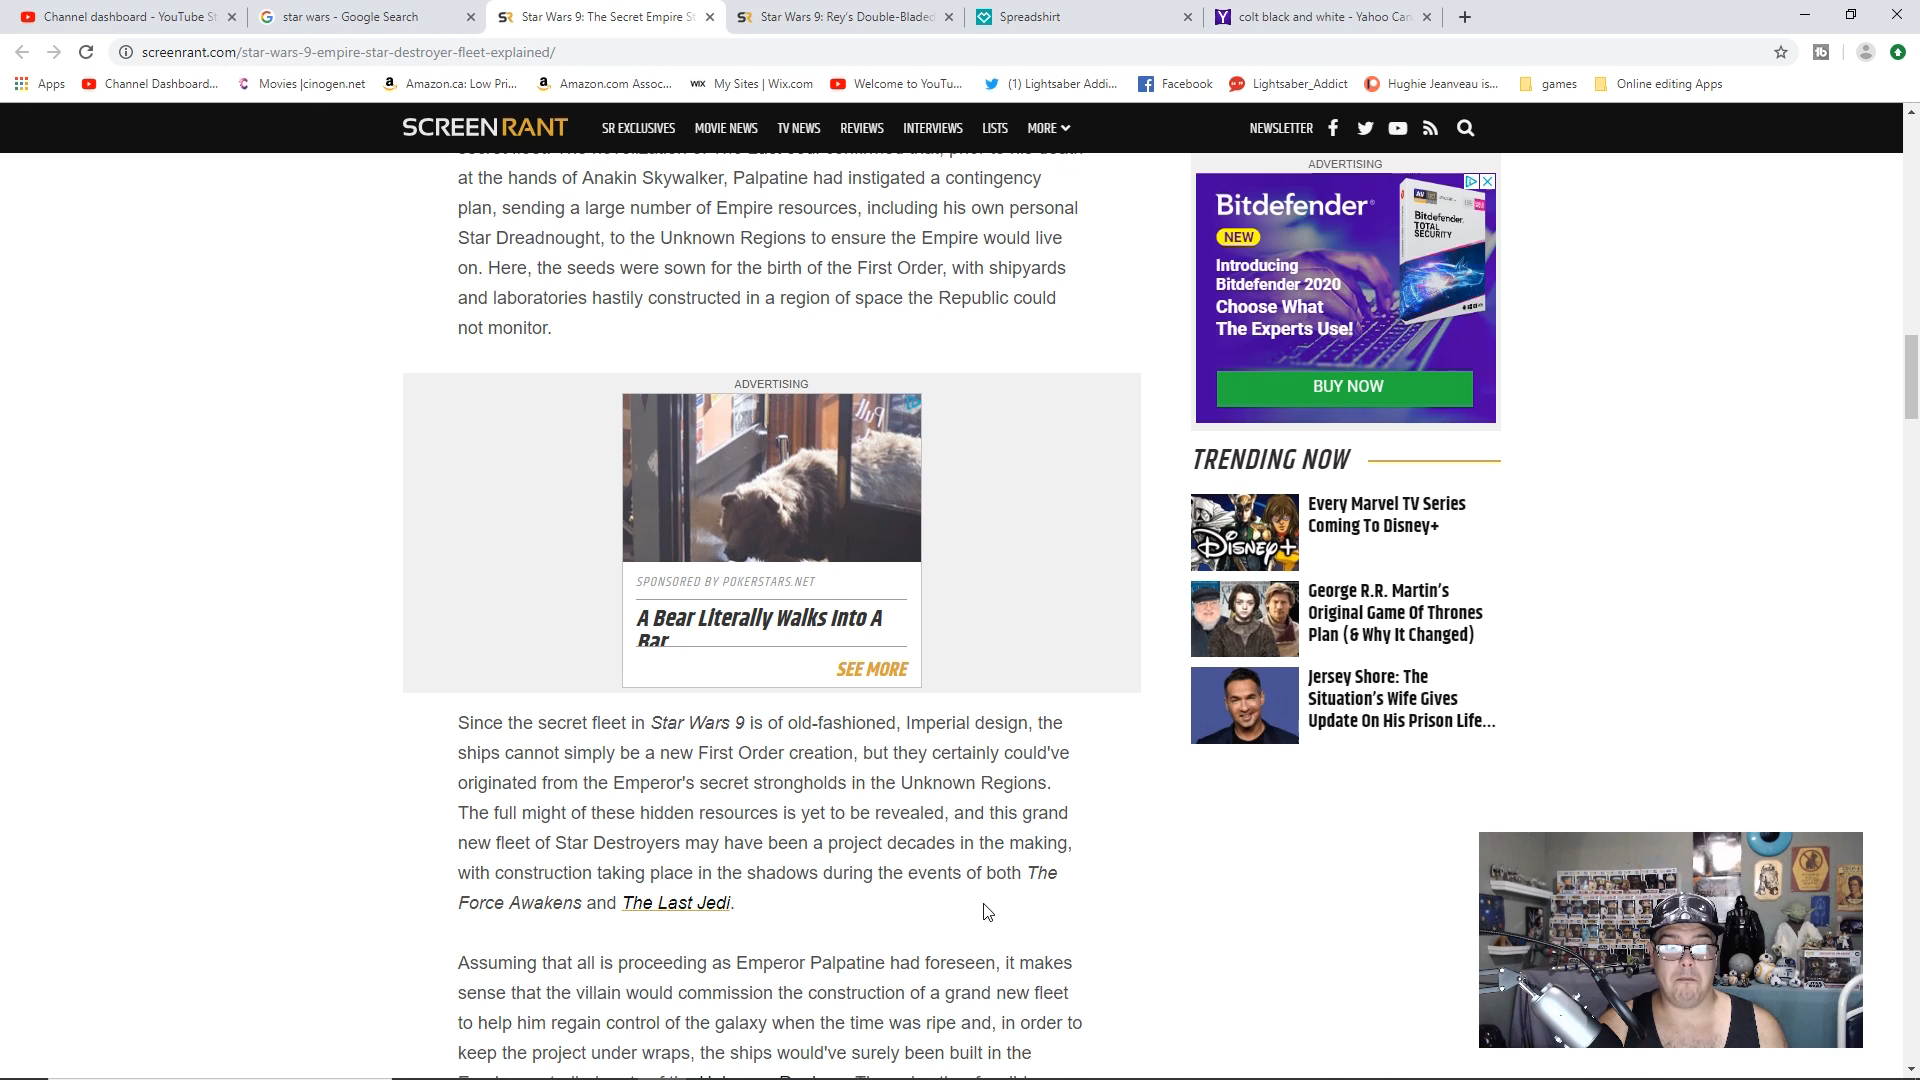 Channel dashboard - YouTube St
star wars - Google Search
Star Wars 9: The Secret Empire St
Star Wars 9: Rey's Double-Bladed
Spreadshirt
colt black and white - Yahoo Can
screenrant.com/star-wars-9-empire-star-destroyer-fleet-explained/
Apps
Channel Dashboard...
Movies |cinogen.net
Amazon.ca: Low Pri...
Amazon.com Assoc...
WIX My Sites | Wix.com
Welcome to YouTu...
(1) Lightsaber Addi...
Facebook
Lightsaber_Addict
Hughie Jeanveau is...
games
Online editing Apps
SCREENRANT
SR EXCLUSIVES MOVIE NEWS TV NEWS REVIEWS INTERVIEWS LISTS MORE
NEWSLETTER
at the hands of Anakin Skywalker, Palpatine had instigated a contingency
plan, sending a large number of Empire resources, including his own personal
Star Dreadnought, to the Unknown Regions to ensure the Empire would live
on. Here, the seeds were sown for the birth of the First Order, with shipyards
and laboratories hastily constructed in a region of space the Republic could
not monitor.
ADVERTISING
SPONSORED BY POKERSTARS.NET
A Bear Literally Walks Into A
Bar
SEE MORE
Since the secret fleet in Star Wars 9 is of old-fashioned, Imperial design, the
ships cannot simply be a new First Order creation, but they certainly could've
originated from the Emperor's secret strongholds in the Unknown Regions.
The full might of these hidden resources is yet to be revealed, and this grand
new fleet of Star Destroyers may have been a project decades in the making,
with construction taking place in the shadows during the events of both The
Force Awakens and The Last Jedi.
Assuming that all is proceeding as Emperor Palpatine had foreseen, it makes
sense that the villain would commission the construction of a grand new fleet
to help him regain control of the galaxy when the time was ripe and, in order to
keep the project under wraps, the ships would've surely been built in the
ADVERTISING
Bitdefender
NEW
Introducing
Bitdefender 2020
Choose What
The Experts Use!
Bitdefender
TOTAL
SECURITY
BUY NOW
TRENDING NOW
Disney+
Every Marvel TV Series
Coming To Disney+
George R.R. Martin's
Original Game Of Thrones
Plan (& Why It Changed)
Jersey Shore: The
Situation's Wife Gives
Update On His Prison Life...